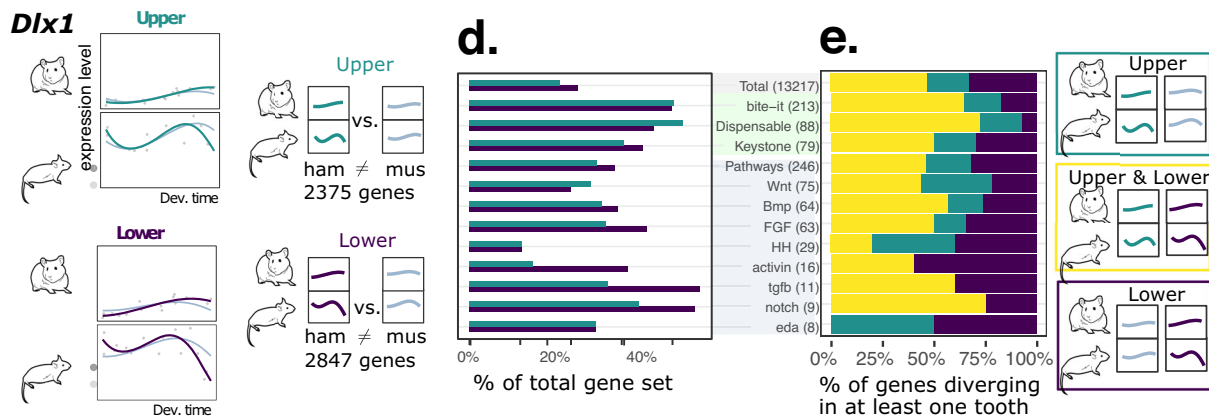 Dlx1
Upper
expression level
Dev. time
Lower
Dev. time
Upper
vs.
ham ≠ mus
2375 genes
Lower
vs.
ham ≠ mus
2847 genes
d.
0%
20%
40%
% of total gene set
Total (13217)
bite–it (213)
Dispensable (88)
Keystone (79)
Pathways (246)
Wnt (75)
Bmp (64)
FGF (63)
HH (29)
activin (16)
tgfb (11)
notch (9)
eda (8)
e.
0% 25% 50% 75% 100%
% of genes diverging
in at least one tooth
Upper
Upper & Lower
Lower